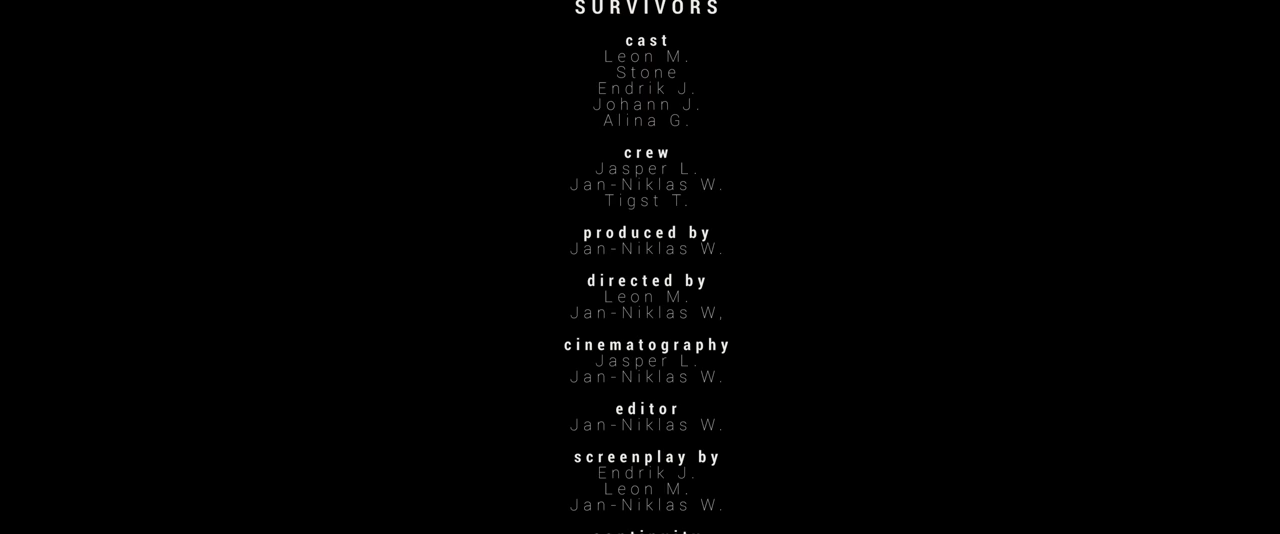 SURVIVORS
cast
Leon M.
Stone
Endrik J.
Johann J.
Alina G.
crew
Jasper L.
Jan-Niklas W.
Tigst T.
produced by
Jan-Niklas W.
directed by
Leon M.
Jan-Niklas W,
cinematography
Jasper L.
Jan-Niklas W.
editor
Jan-Niklas W.
screenplay by
Endrik J.
Leon M.
Jan-Niklas W.